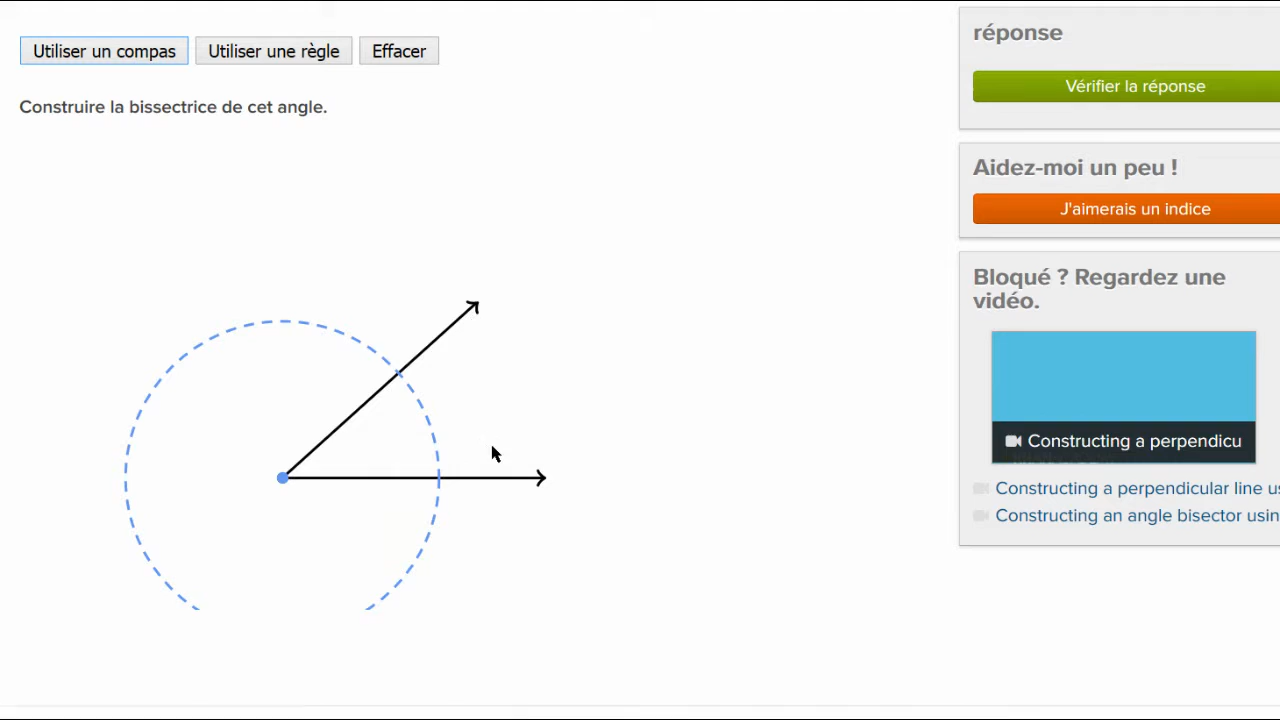 Utiliser un compas Utiliser une règle Effacer
Construire la bissectrice de cet angle.
réponse
Vérifier la réponse
Aidez-moi un peu !
J'aimerais un indice
Bloqué ? Regardez une
vidéo.
Constructing a perpendicu
Constructing a perpendicular line us
Constructing an angle bisector usin